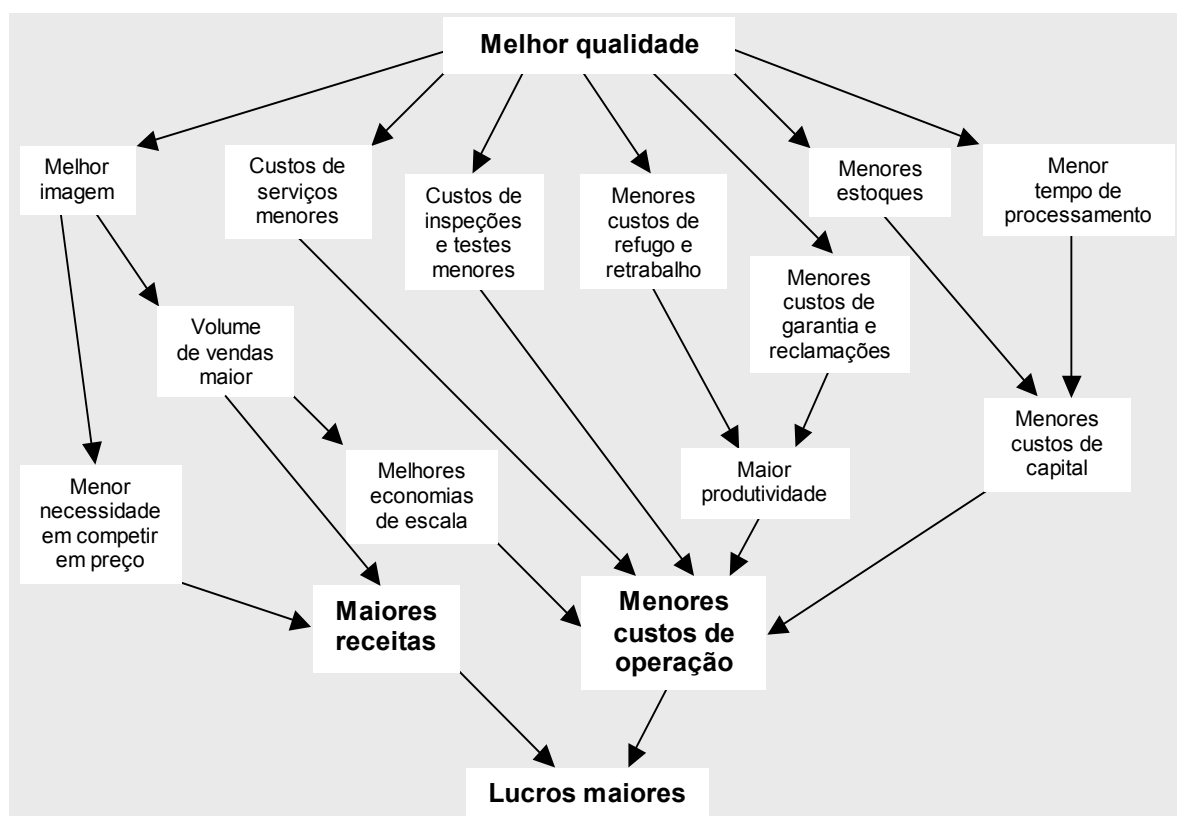 Melhor qualidade
Melhor
imagem
Custos de
serviços
menores
Custos de
inspeções
e testes
menores
Menores
custos de
refugo e
retrabalho
Menores
custos de
garantia e
reclamações
Menores
estoques
Menor
tempo de
processamento
Volume
de vendas
maior
Menor
necessidade
em competir
em preço
Melhores
economias
de escala
Maior
produtividade
Menores
custos de
capital
Maiores
receitas
Menores
custos de
operação
Lucros maiores